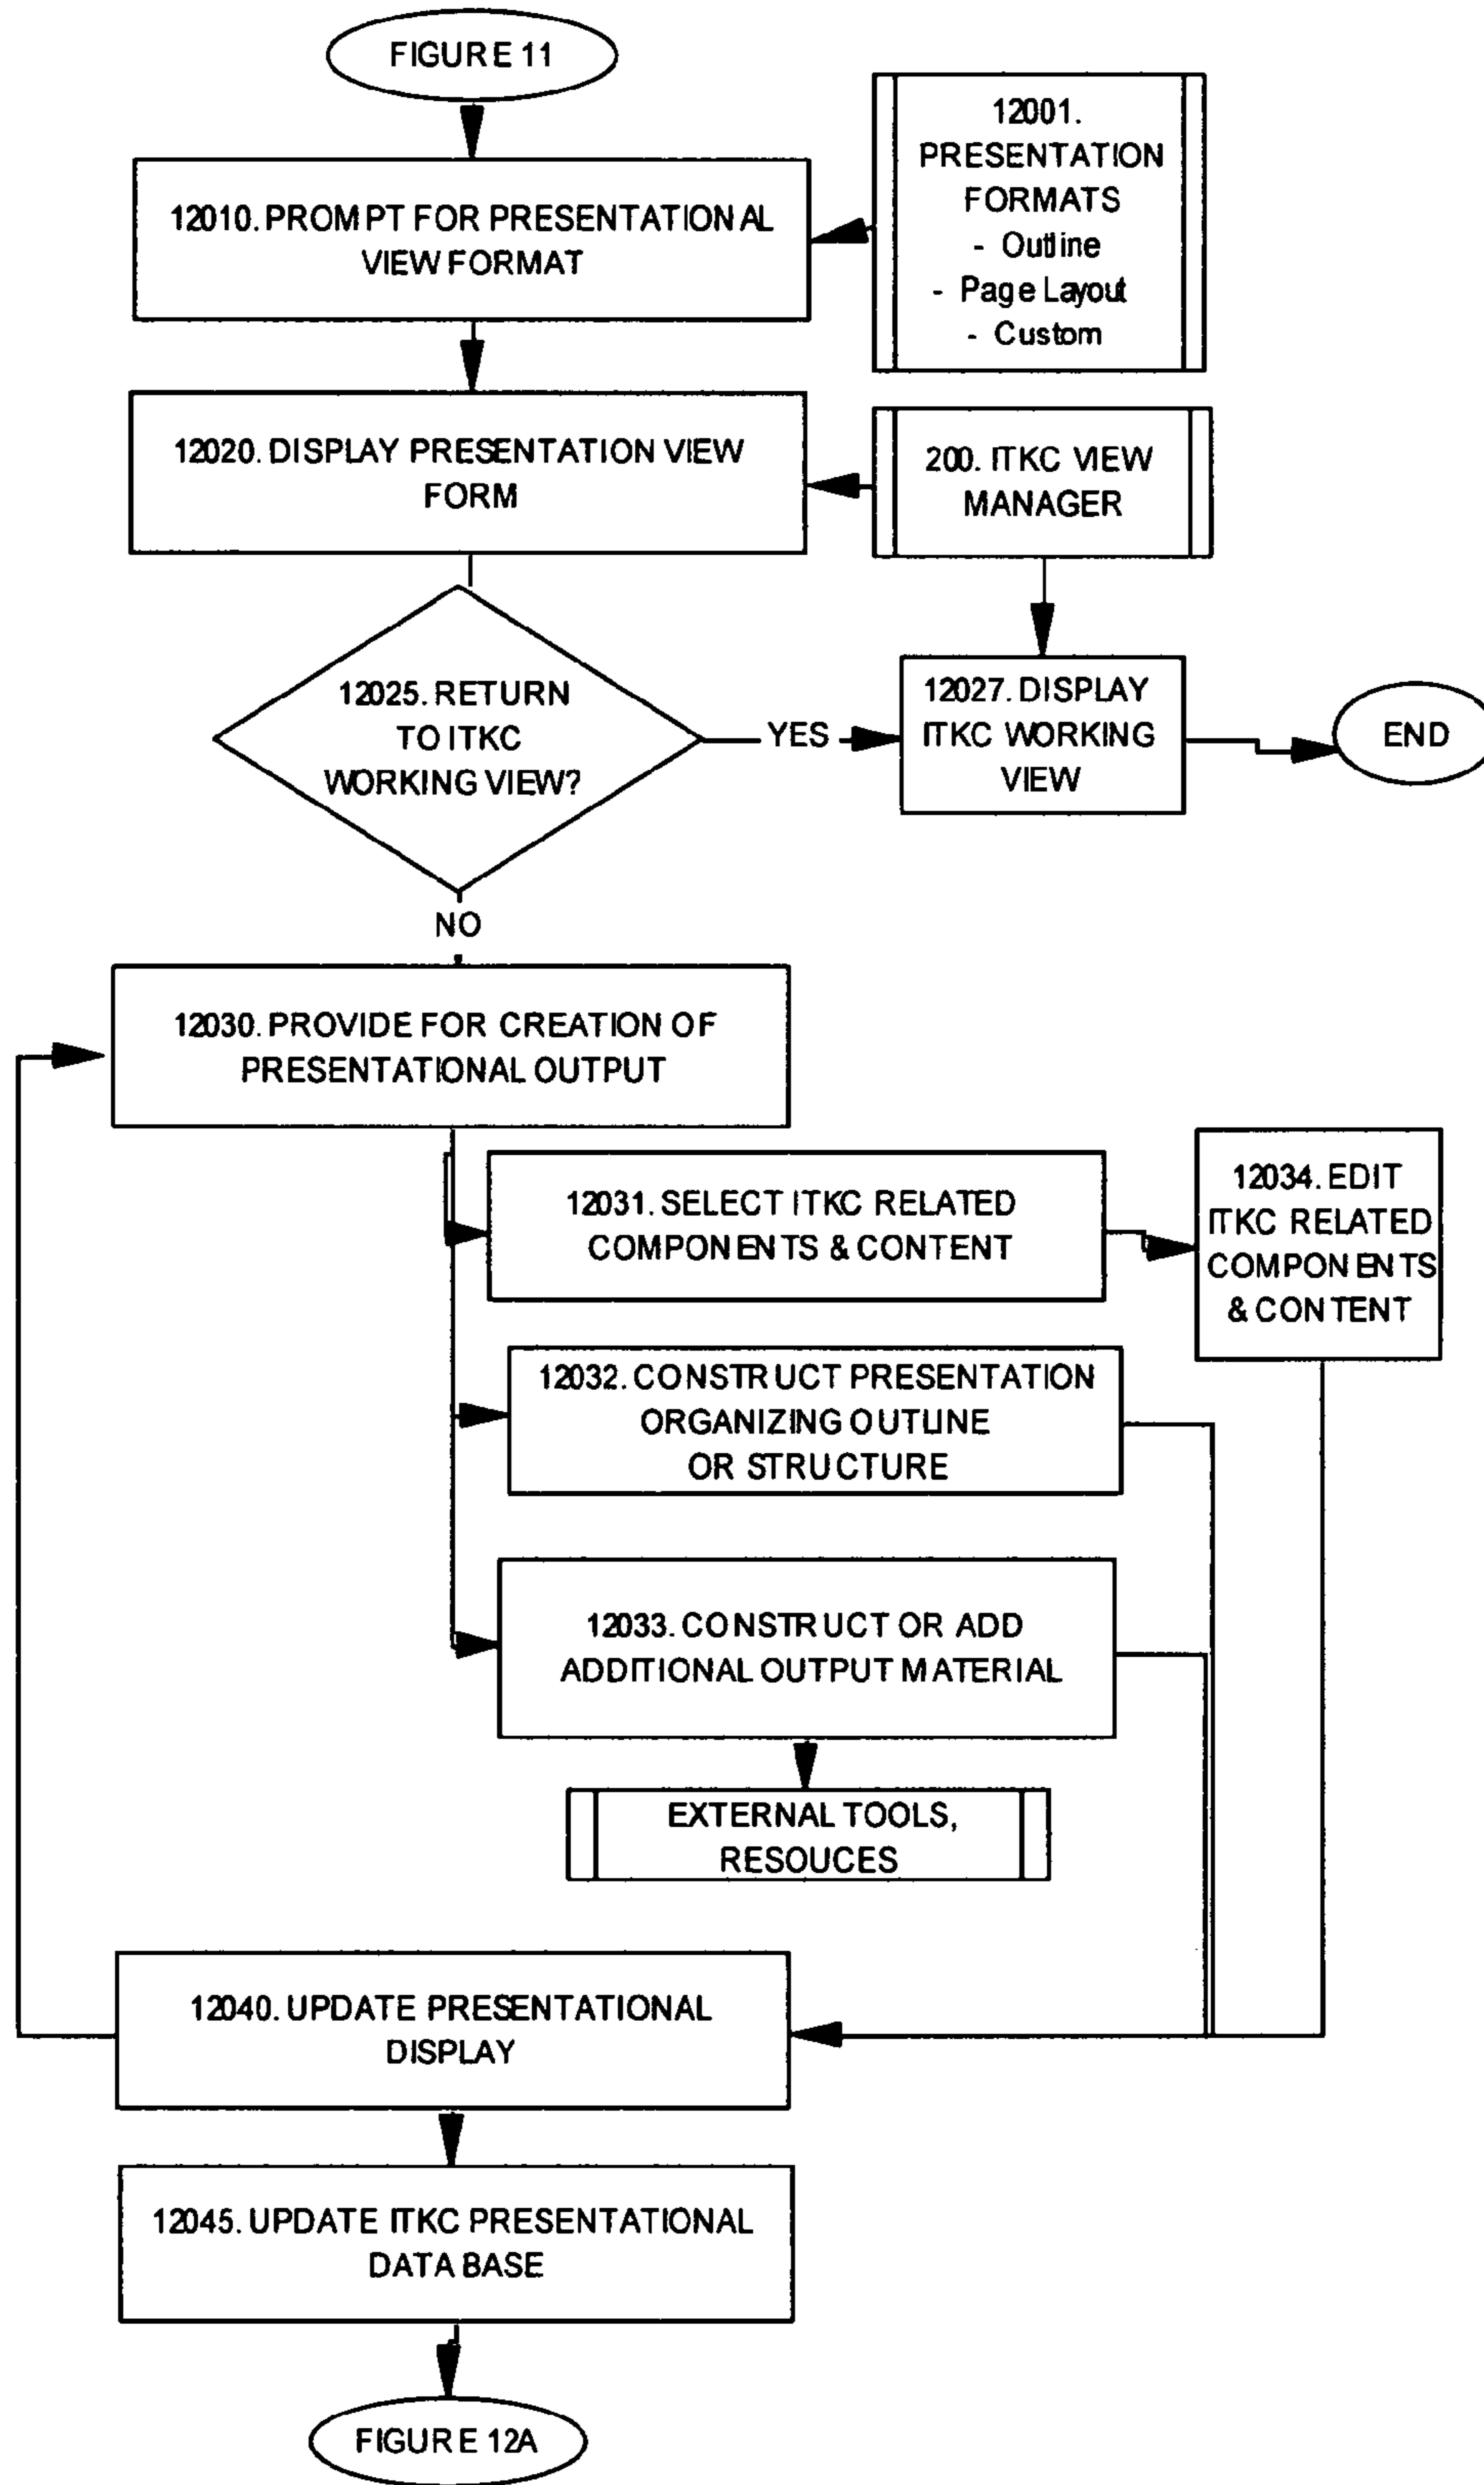 FIGURE 11
12001.
PRESENTATION
FORMATS
- Outline
- Page Layout
- Custom
12010. PROMPT FOR PRESENTATIONAL
VIEW FORMAT
12020. DISPLAY PRESENTATION VIEW
FORM
200. ITKC VIEW
MANAGER
12025. RETURN
TO ITKC
WORKING VIEW?
YES
12027. DISPLAY
ITKC WORKING
VIEW
END
NO
12030. PROVIDE FOR CREATION OF
PRESENTATIONAL OUTPUT
12031. SELECT ITKC RELATED
COMPONENTS & CONTENT
12034. EDIT
ITKC RELATED
COMPONENTS
& CONTENT
12032. CONSTRUCT PRESENTATION
ORGANIZING OUTLINE
OR STRUCTURE
12033. CONSTRUCT OR ADD
ADDITIONAL OUTPUT MATERIAL
EXTERNAL TOOLS,
RESOUCES
12040. UPDATE PRESENTATIONAL
DISPLAY
12045. UPDATE ITKC PRESENTATIONAL
DATA BASE
FIGURE 12A